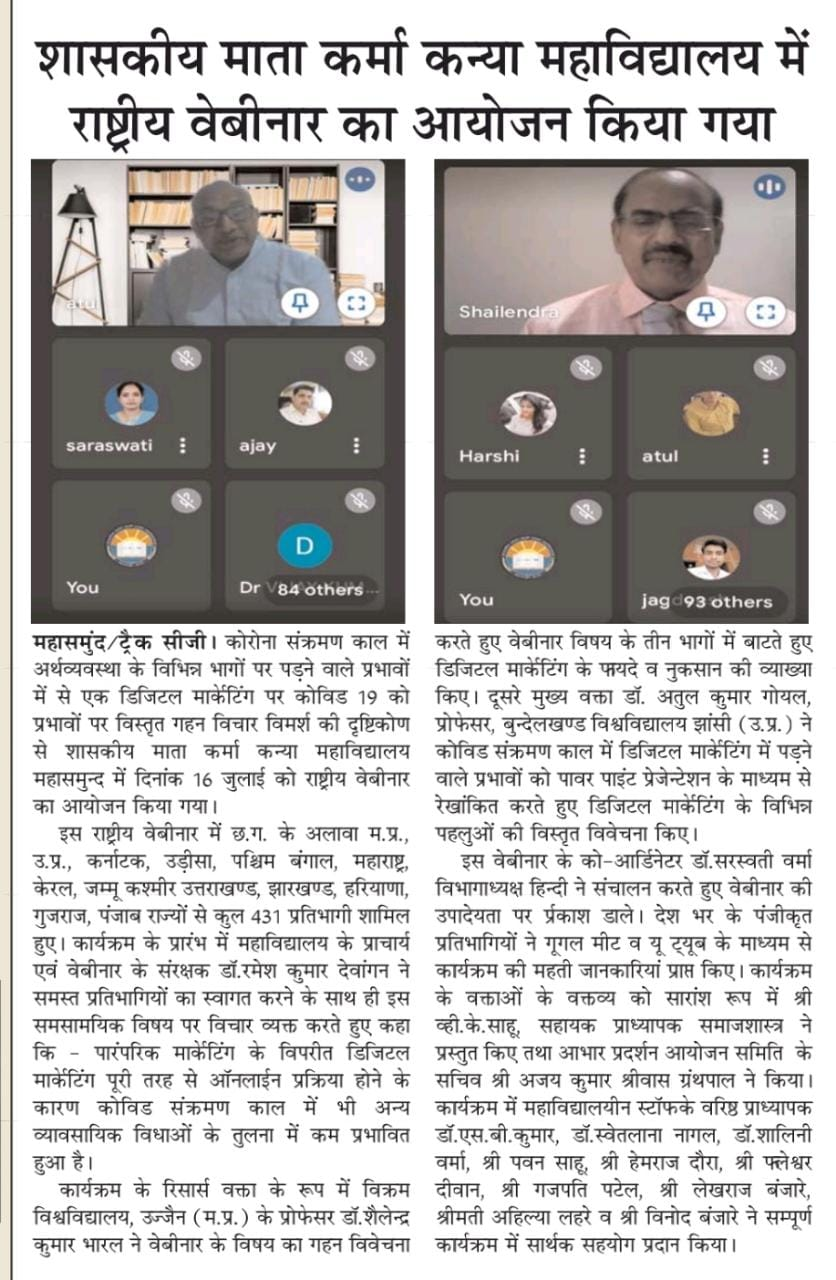 शासकीय माता कर्मा कन्या महाविद्यालय में
राष्ट्रीय वेबीनार का आयोजन किया गया
atul
saraswati
ajay
You
D
Dr
84 others
Shailendra
Harshi
atul
You
93 others
महासमुंद/ट्रैक सीजी। कोरोना संक्रमण काल में
अर्थव्यवस्था के विभिन्न भागों पर पड़ने वाले प्रभावों
में से एक डिजिटल मार्केटिंग पर कोविड 19 को
प्रभावों पर विस्तृत गहन विचार विमर्श की दृष्टिकोण
से शासकीय माता कर्मा कन्या महाविद्यालय
महासमुन्द में दिनांक 16 जुलाई को राष्ट्रीय वेबीनार
का आयोजन किया गया।
इस राष्ट्रीय वेबीनार में छ.ग. के अलावा म.प्र.,
उ.प्र., कर्नाटक, उड़ीसा, पश्चिम बंगाल, महाराष्ट्र,
केरल, जम्मू कश्मीर उत्तराखण्ड, झारखण्ड, हरियाणा,
गुजराज, पंजाब राज्यों से कुल 431 प्रतिभागी शामिल
हुए। कार्यक्रम के प्रारंभ में महाविद्यालय के प्राचार्य
एवं वेबीनार के संरक्षक डॉ.रमेश कुमार देवांगन ने
समस्त प्रतिभागियों का स्वागत करने के साथ ही इस
समसामयिक विषय पर विचार व्यक्त करते हुए कहा
कि - पारंपरिक मार्केटिंग के विपरीत डिजिटल
मार्केटिंग पूरी तरह से ऑनलाईन प्रक्रिया होने के
कारण कोविड संक्रमण काल में भी अन्य
व्यावसायिक विधाओं के तुलना में कम प्रभावित
हुआ है।
कार्यक्रम के रिसार्स वक्ता के रूप में विक्रम
विश्वविद्यालय, उज्जैन (म.प्र.) के प्रोफेसर डॉ.शैलेन्द्र
कुमार भारल ने वेबीनार के विषय का गहन विवेचना
करते हुए वेबीनार विषय के तीन भागों में बाटते हुए
डिजिटल मार्केटिंग के फायदे व नुकसान की व्याख्या
किए। दूसरे मुख्य वक्ता डॉ. अतुल कुमार गोयल,
प्रोफेसर, बुन्देलखण्ड विश्वविद्यालय झांसी (उ.प्र.) ने
कोविड संक्रमण काल में डिजिटल मार्केटिंग में पड़ने
वाले प्रभावों को पावर पाइंट प्रेजेन्टेशन के माध्यम से
रेखांकित करते हुए डिजिटल मार्केटिंग के विभिन्न
पहलुओं की विस्तृत विवेचना किए।
इस वेबीनार के को-आर्डिनेटर डॉ.सरस्वती वर्मा
विभागाध्यक्ष हिन्दी ने संचालन करते हुए वेबीनार की
उपादेयता पर र्प्रकाश डाले। देश भर के पंजीकृत
प्रतिभागियों ने गूगल मीट व यू ट्यूब के माध्यम से
कार्यक्रम की महती जानकारियां प्राप्त किए। कार्यक्रम
के वक्ताओं के वक्तव्य को सारांश रूप में श्री
व्ही.के.साहू, सहायक प्राध्यापक समाजशास्त्र ने
प्रस्तुत किए तथा आभार प्रदर्शन आयोजन समिति के
सचिव श्री अजय कुमार श्रीवास ग्रंथपाल ने किया।
कार्यक्रम में महाविद्यालयीन स्टॉफके वरिष्ठ प्राध्यापक
डॉ.एस.बी.कुमार, डॉ.स्वेतलाना नागल, डॉ.शालिनी
वर्मा, श्री पवन साहू, श्री हेमराज दौरा, श्री फ्लेश्वर
दीवान, श्री गजपति पटेल, श्री लेखराज बंजारे,
श्रीमती अहिल्या लहरे व श्री विनोद बंजारे ने सम्पूर्ण
कार्यक्रम में सार्थक सहयोग प्रदान किया।